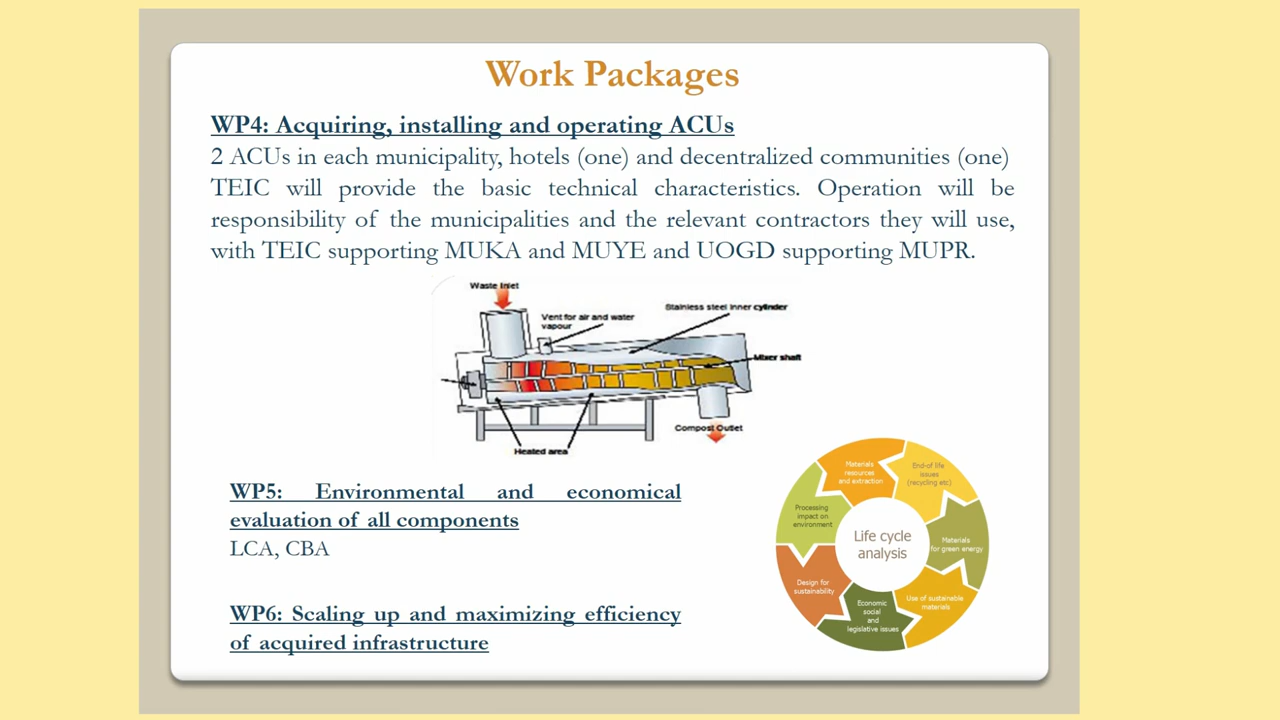 Work Packages
WP4: Acquiring, installing and operating ACUs
2 ACUs in each municipality, hotels (one) and decentralized communities (one)
TEIC will provide the basic technical characteristics. Operation will be
responsibility of the municipalities and the relevant contractors they will use,
with TEIC supporting MUKA and MUYE and UOGD supporting MUPR.
Waste Inlet
Vent for air and water
vapour
Stainless steel inner cylinder
Mixer shaft
Compost Outlet
Heated area
WP5: Environmental and economical
evaluation of all components
LCA, CBA
WP6: Scaling up and maximizing efficiency
of acquired infrastructure
Life cycle
analysis
Materials
resources
and extraction
End-of life
issues
(recycling etc)
Materials
for green energy
Use of sustainable
materials
Economic
social
and
legislative issues
Design for
sustainability
Processing
impact on
environment